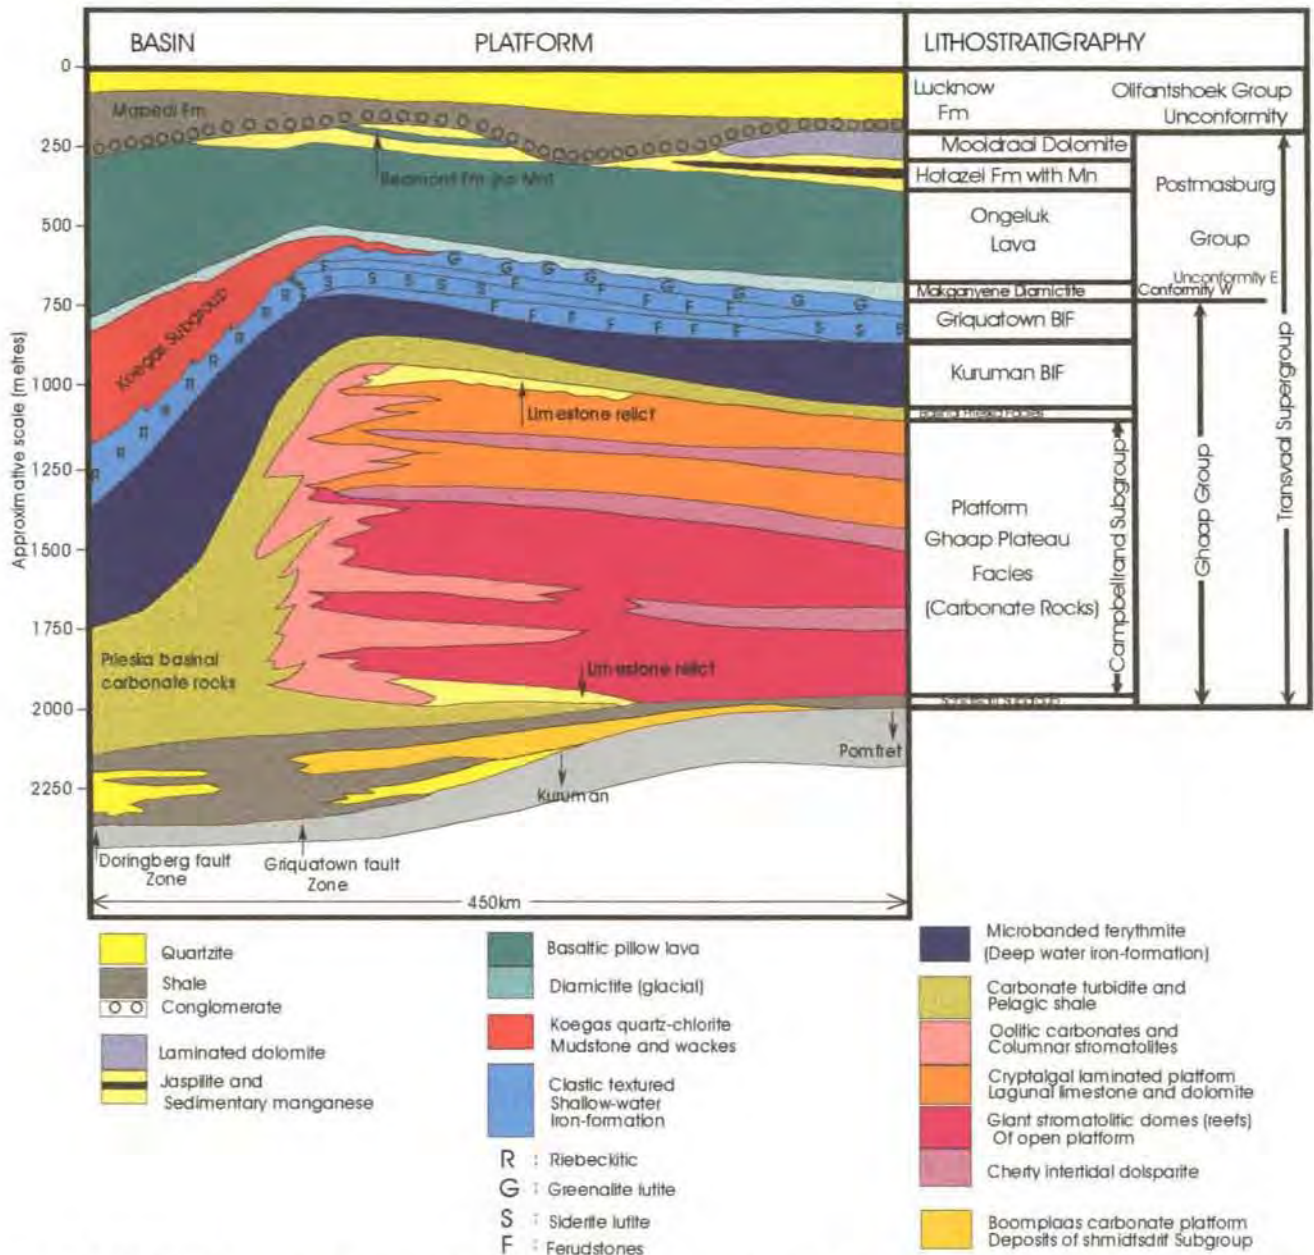 BASIN
PLATFORM
LITHOSTRATIGRAPHY
0
250
500
750
1000
1250
1500
1750
2000
2250
Approximative scale (metres)
Mapedi Fm
Beamont Fm (no Mn)
Koegas Subgroup
R R R R R R R
F S S S S S S F F F F F F F F F F S S
G G G G G G G G
Limestone relict
Prieska basinal
carbonate rocks
Limestone relict
Pomfret
Kuruman
Doringberg fault
Zone
Griquatown fault
Zone
450km
Lucknow
Fm
Olifantshoek Group
Unconformity
Mooidraai Dolomite
Hotazel Fm with Mn
Ongeluk
Lava
Postmasburg
Group
Unconformity E
Makganyene Diamictite
Conformity W
Griquatown BIF
Kuruman BIF
Basinal Prieska Facies
Platform
Ghaap Plateau
Facies
(Carbonate Rocks)
Campbellrand Subgroup
Ghaap Group
Transvaal Supergroup
Quartzite
Shale
Conglomerate
Laminated dolomite
Jaspilite and
Sedimentary manganese
Basaltic pillow lava
Diamictite (glacial)
Koegas quartz-chlorite
Mudstone and wackes
Clastic textured
Shallow-water
Iron-formation
R : Riebeckitic
G : Greenalite lutite
S : Siderite lutite
F : Ferudstones
Microbanded ferythmite
(Deep water iron-formation)
Carbonate turbidite and
Pelagic shale
Oolitic carbonates and
Columnar stromatolites
Cryptalgal laminated platform
Lagunal limestone and dolomite
Giant stromatolitic domes (reefs)
Of open platform
Cherty intertidal dolsparite
Boomplaas carbonate platform
Deposits of shmidtsdrif Subgroup